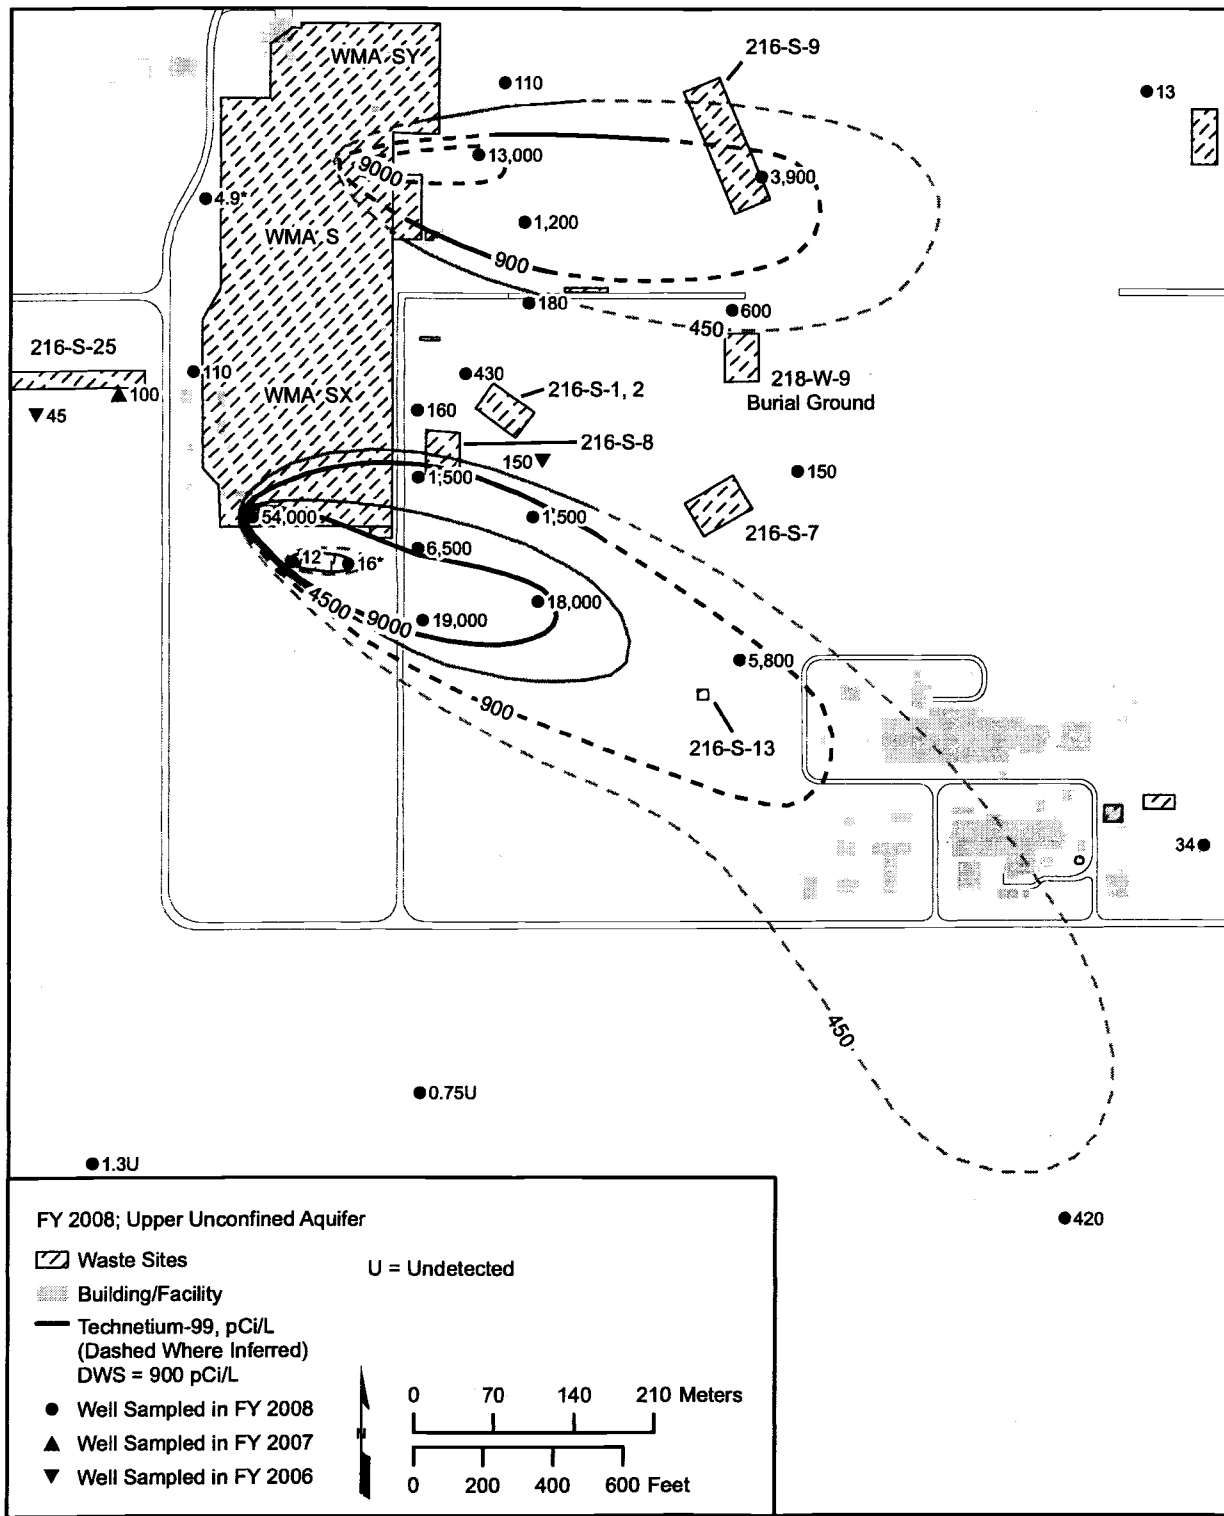 216-S-9
WMA SY
110
13
13,000
9000
3,900
4.9*
1,200
WMA S
900
180
600
450
216-S-25
110
430
218-W-9
Burial Ground
100
WMA SX
216-S-1, 2
45
160
216-S-8
150
150
1,500
216-S-7
54,000
1,500
6,500
12
16*
4500
9000
18,000
19,000
5,800
900
216-S-13
34
450
0.75U
1.3U
420
FY 2008; Upper Unconfined Aquifer
Waste Sites
U = Undetected
Building/Facility
Technetium-99, pCi/L
(Dashed Where Inferred)
DWS = 900 pCi/L
Well Sampled in FY 2008
Well Sampled in FY 2007
Well Sampled in FY 2006
N
0 70 140 210 Meters
0 200 400 600 Feet